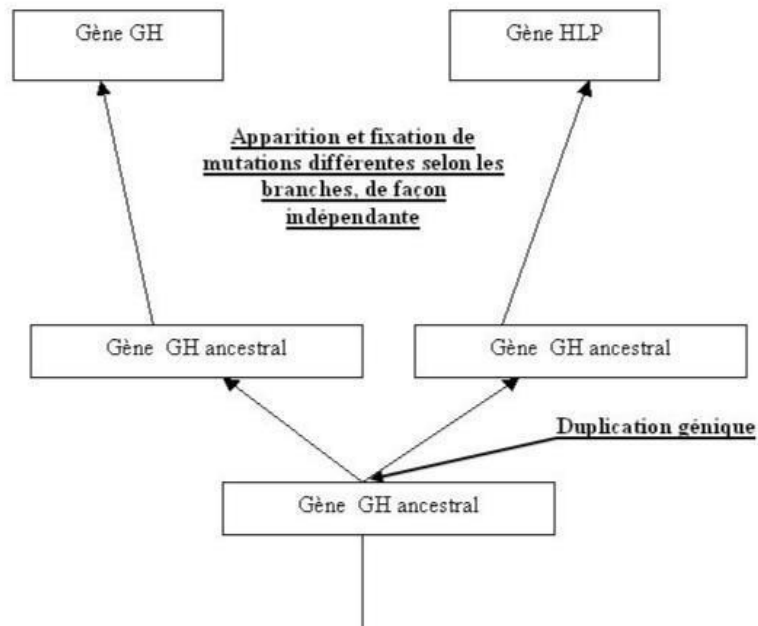 Gène GH
Gène HLP
Apparition et fixation de
mutations différentes selon les
branches, de façon
indépendante
Gène GH ancestral
Gène GH ancestral
Duplication génique
Gène GH ancestral